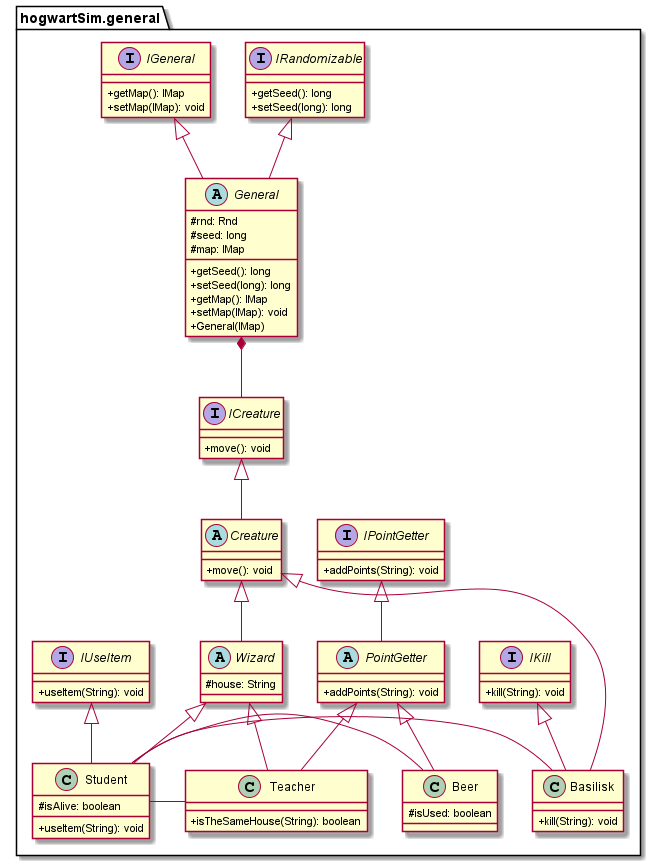 hogwartSim.general
I IGeneral
+getMap(): IMap
+setMap(IMap): void
I IRandomizable
+getSeed(): long
+setSeed(long): long
A General
#rnd: Rnd
#seed: long
#map: IMap
+getSeed(): long
+setSeed(long): long
+getMap(): IMap
+setMap(IMap): void
+General(IMap)
I ICreature
+move(): void
A Creature
+move(): void
I IPointGetter
+addPoints(String): void
I IUseItem
+useItem(String): void
A Wizard
#house: String
A PointGetter
+addPoints(String): void
I IKill
+kill(String): void
C Student
#isAlive: boolean
+useItem(String): void
C Teacher
+isTheSameHouse(String): boolean
C Beer
#isUsed: boolean
C Basilisk
+kill(String): void